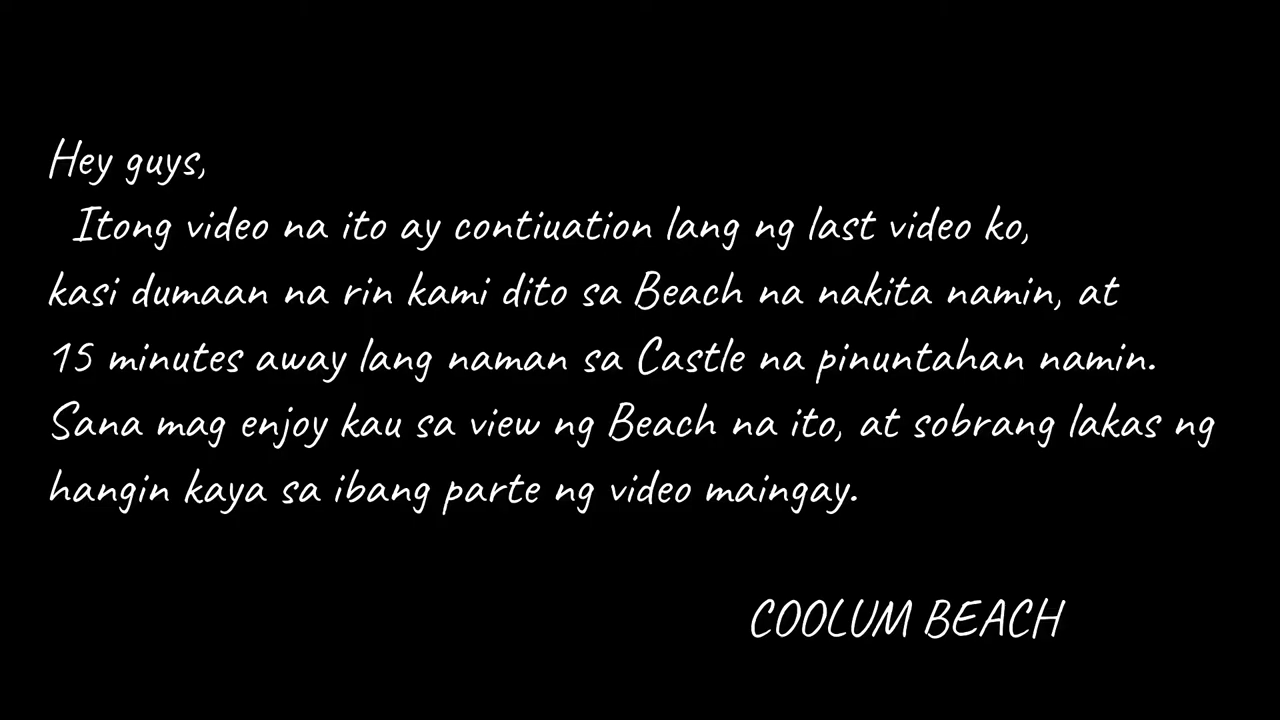 Hey guys,
Itong video na ito ay contiuation lang ng last video ko,
kasi dumaan na rin kami dito sa Beach na nakita namin, at
15 minutes away lang naman sa Castle na pinuntahan namin.
Sana mag enjoy kau sa view ng Beach na ito, at sobrang lakas ng
hangin kaya sa ibang parte ng video maingay.
COOLUM BEACH